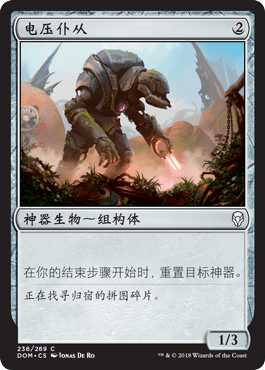 电压仆从 2
神器生物～组构体
在你的结束步骤开始时，重置目标神器。
正在找寻归宿的拼图碎片。
1/3
236/269 C
DOM • CS Jonas De Ro
™ & © 2018 Wizards of the Coast